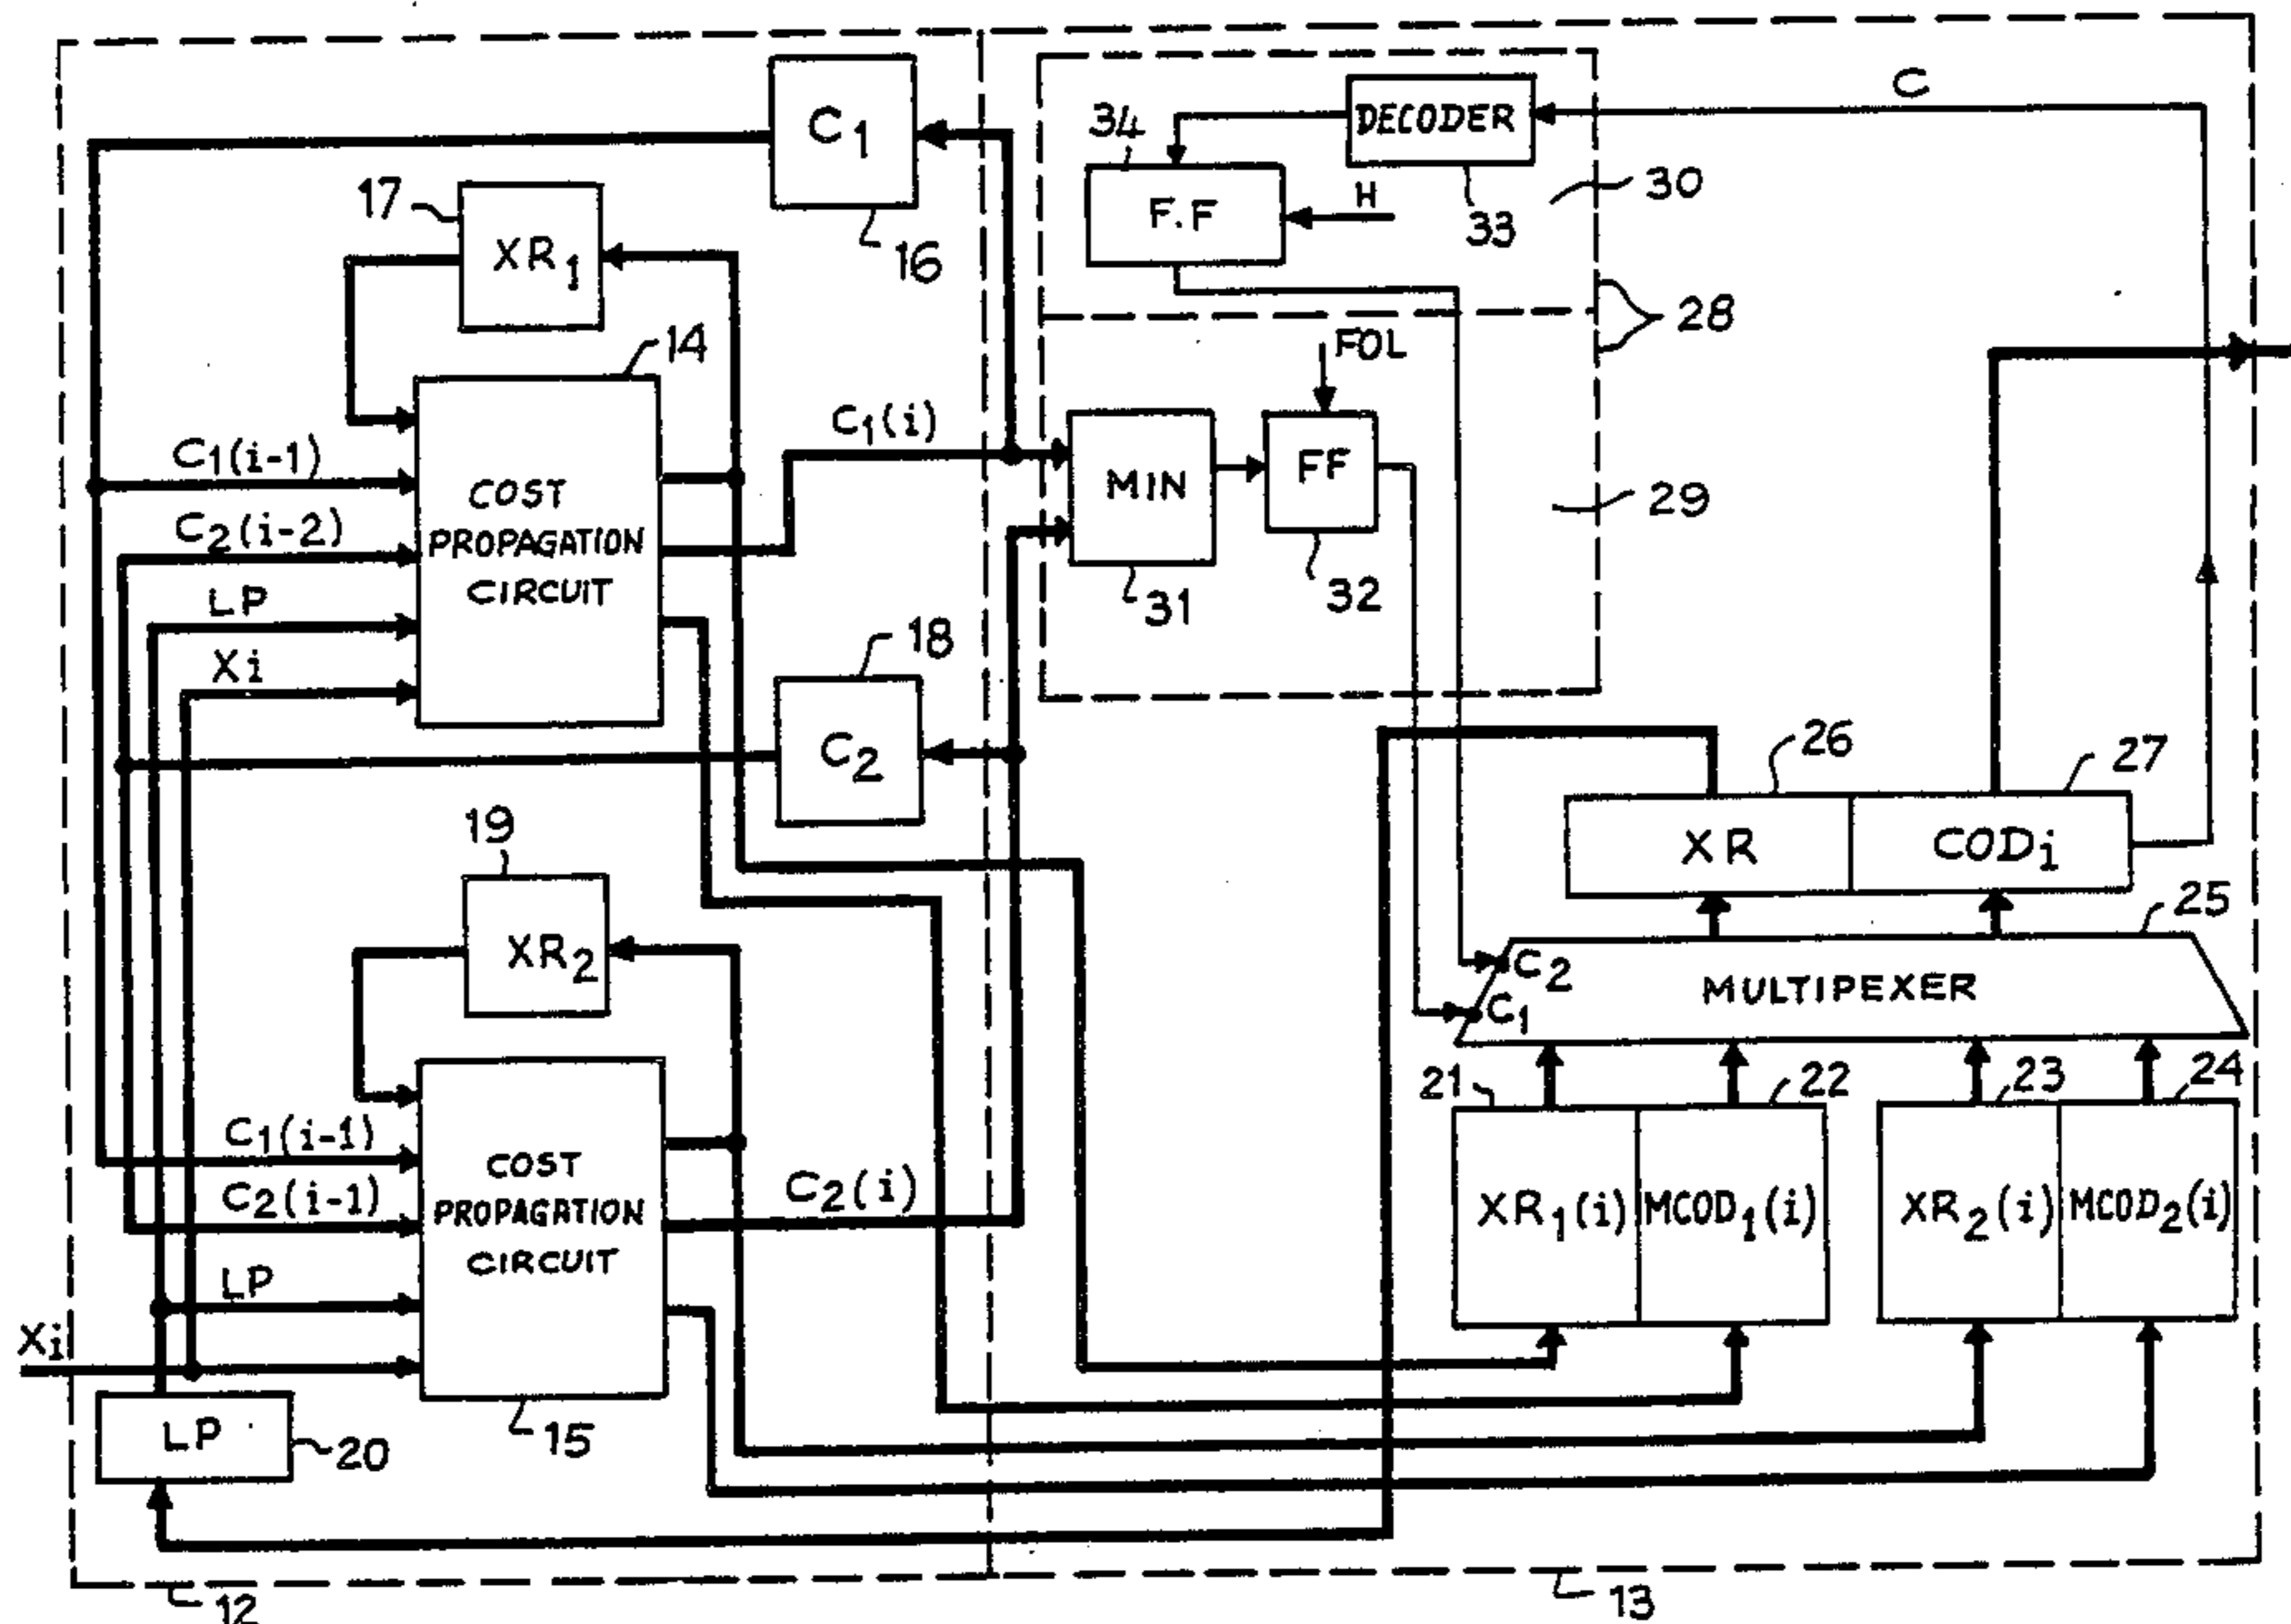 C
C1
DECODER
34
17
F.F
H
30
XR1
33
16
28
14
FOL
C1(i)
C1(i-1)
MIN
FF
29
COST
PROPAGATION
CIRCUIT
C2(i-2)
LP
31
32
18
Xi
26
27
C2
19
XR
CODi
25
XR2
C2
MULTIPEXER
C1
21
22
23
24
C1(i-1)
COST
PROPAGATION
CIRCUIT
C2(i)
C2(i-1)
XR1(i)
MCOD1(i)
XR2(i)
MCOD2(i)
LP
Xi
LP
20
15
12
13